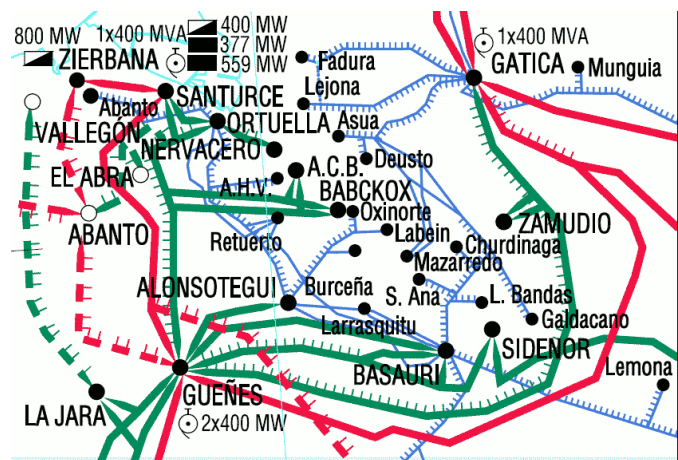 800 MW
1x400 MVA
400 MW
377 MW
559 MW
1x400 MVA
ZIERBANA
Fadura
GATICA
Munguia
Abanto
SANTURCE
Lejona
VALLEGÓN
ORTUELLA
Asua
NERVACERO
Deusto
EL ABRA
A.C.B.
A.H.V.
BABCKOX
Oxinorte
ZAMUDIO
ABANTO
Retuerto
Labein
Churdinaga
Mazarredo
ALONSOTEGUI
Burceña
S. Ana
L. Bandas
Larrasquitu
Galdacano
SIDENOR
BASAURI
Lemona
GUEÑES
LA JARA
2x400 MW